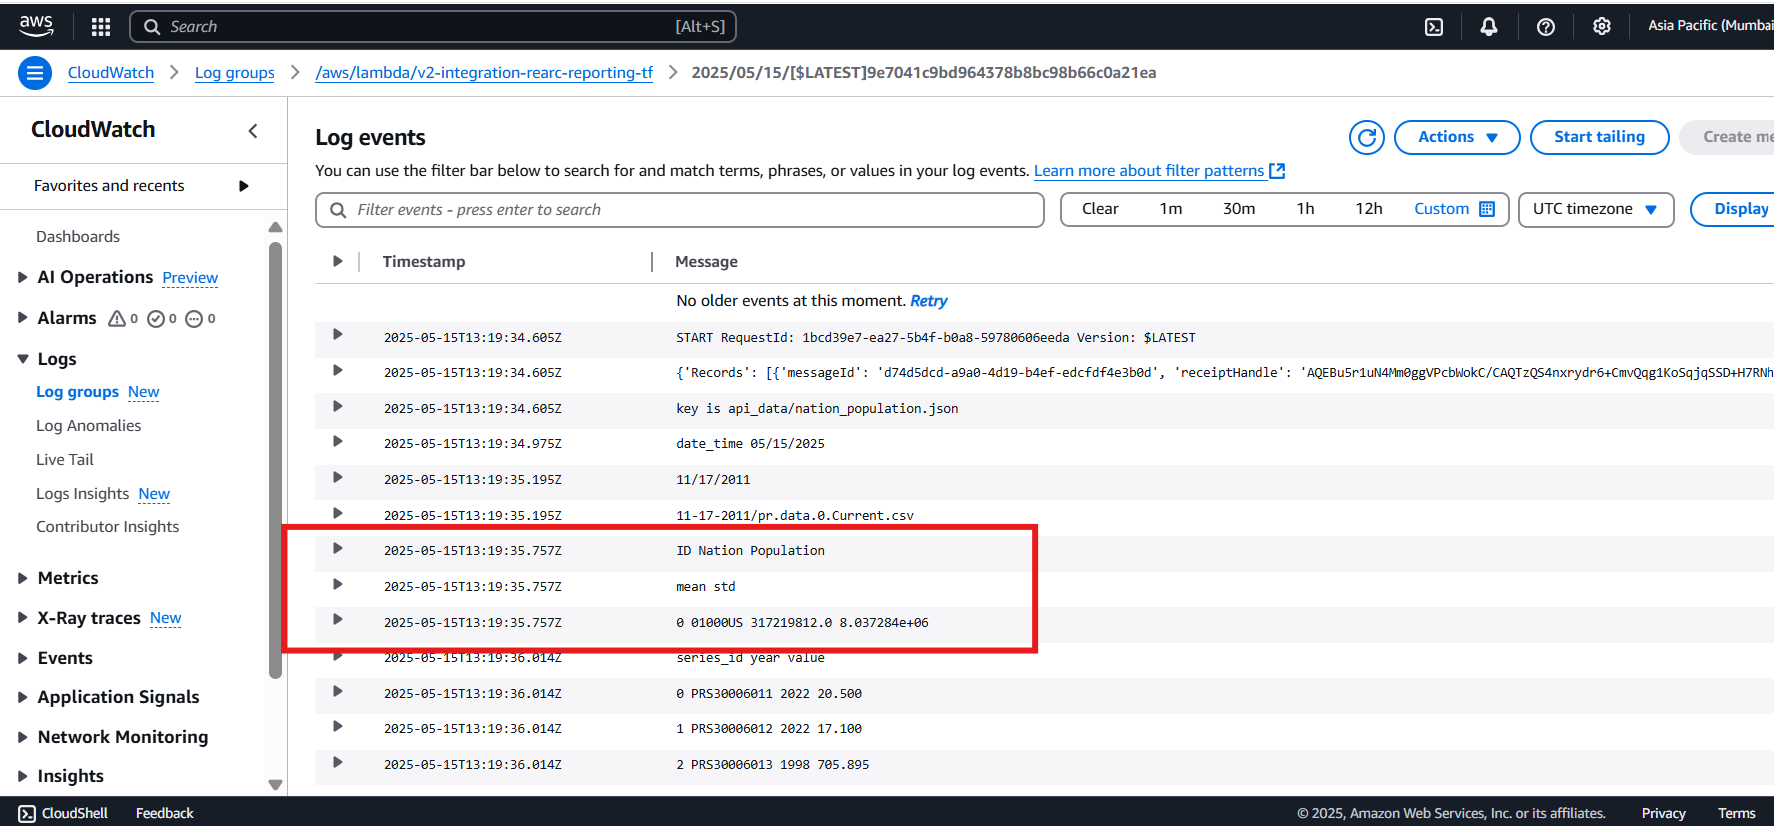 aws Search [Alt+S] Asia Pacific (Mumbai
CloudWatch Log groups /aws/lambda/v2-integration-rearc-reporting-tf 2025/05/15/[$LATEST]9e7041c9bd964378b8bc98b66c0a21ea
CloudWatch
Favorites and recents
Dashboards
AI Operations Preview
Alarms 0 0 0
Logs
Log groups New
Log Anomalies
Live Tail
Logs Insights New
Contributor Insights
Metrics
X-Ray traces New
Events
Application Signals
Network Monitoring
Insights
Log events
Actions Start tailing Create me
You can use the filter bar below to search for and match terms, phrases, or values in your log events. Learn more about filter patterns
Filter events - press enter to search Clear 1m 30m 1h 12h Custom UTC timezone Display
Timestamp Message
No older events at this moment. Retry
2025-05-15T13:19:34.605Z START RequestId: 1bcd39e7-ea27-5b4f-b0a8-59780606eeda Version: $LATEST
2025-05-15T13:19:34.605Z {'Records': [{'messageId': 'd74d5dcd-a9a0-4d19-b4ef-edcfdf4e3b0d', 'receiptHandle': 'AQEBu5r1uN4Mm0ggVPcbWokC/CAQTzQS4nxrydr6+CmvQqg1KoSqjqSSD+H7RNh
2025-05-15T13:19:34.605Z key is api_data/nation_population.json
2025-05-15T13:19:34.975Z date_time 05/15/2025
2025-05-15T13:19:35.195Z 11/17/2011
2025-05-15T13:19:35.195Z 11-17-2011/pr.data.0.Current.csv
2025-05-15T13:19:35.757Z ID Nation Population
2025-05-15T13:19:35.757Z mean std
2025-05-15T13:19:35.757Z 0 01000US 317219812.0 8.037284e+06
2025-05-15T13:19:36.014Z series_id year value
2025-05-15T13:19:36.014Z 0 PRS30006011 2022 20.500
2025-05-15T13:19:36.014Z 1 PRS30006012 2022 17.100
2025-05-15T13:19:36.014Z 2 PRS30006013 1998 705.895
CloudShell Feedback © 2025, Amazon Web Services, Inc. or its affiliates. Privacy Terms